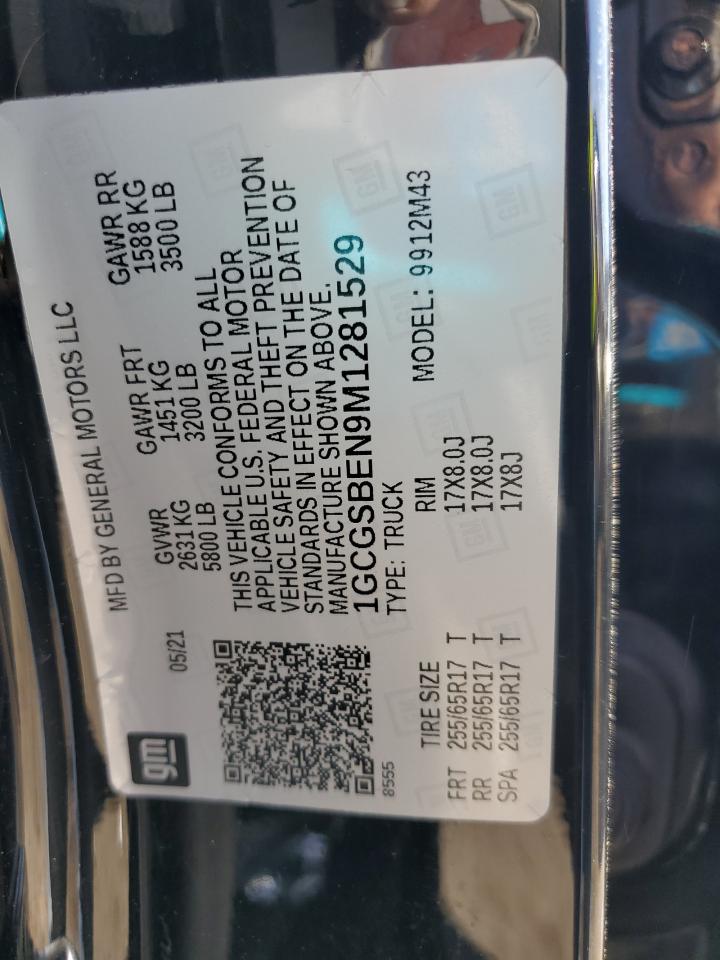 gm
05/21
MFD BY GENERAL MOTORS LLC
GVWR GAWR FRT GAWR RR
2631 KG 1451 KG 1588 KG
5800 LB 3200 LB 3500 LB
THIS VEHICLE CONFORMS TO ALL
APPLICABLE U.S. FEDERAL MOTOR
VEHICLE SAFETY AND THEFT PREVENTION
STANDARDS IN EFFECT ON THE DATE OF
MANUFACTURE SHOWN ABOVE.
1GCGSBEN9M1281529
8555
TYPE: TRUCK MODEL: 9912M43
TIRE SIZE RIM
FRT 255/65R17 T 17X8.0J
RR 255/65R17 T 17X8.0J
SPA 255/65R17 T 17X8J